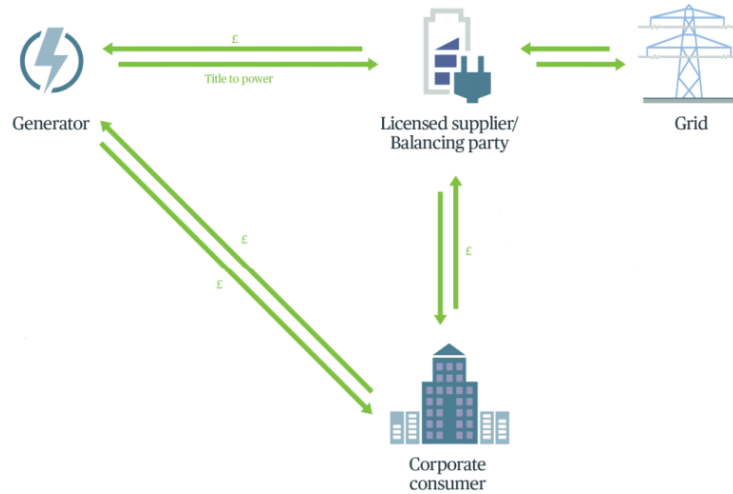 £
Title to power
Generator
Licensed supplier/
Balancing party
Grid
£
£
£
Corporate
consumer